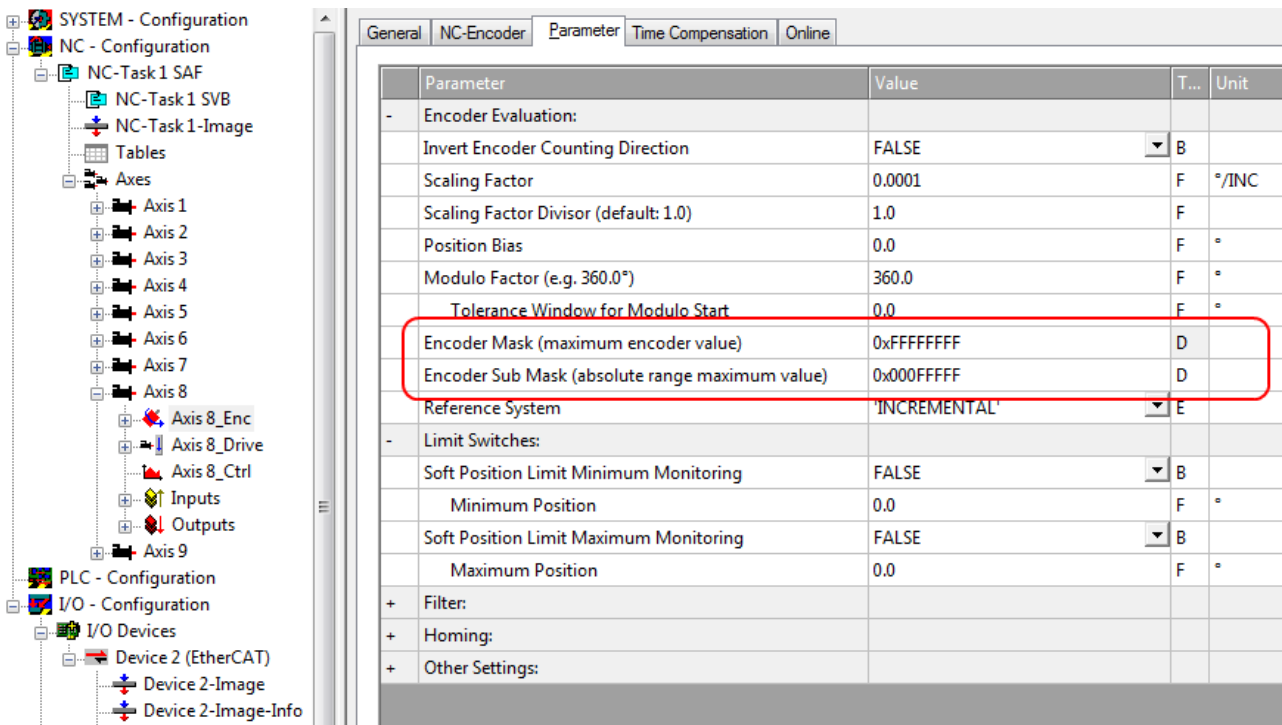 SYSTEM - Configuration
NC - Configuration
NC-Task 1 SAF
NC-Task 1 SVB
NC-Task 1-Image
Tables
Axes
Axis 1
Axis 2
Axis 3
Axis 4
Axis 5
Axis 6
Axis 7
Axis 8
Axis 8_Enc
Axis 8_Drive
Axis 8_Ctrl
Inputs
Outputs
Axis 9
PLC - Configuration
I/O - Configuration
I/O Devices
Device 2 (EtherCAT)
Device 2-Image
Device 2-Image-Info
General NC-Encoder Parameter Time Compensation Online
Parameter Value T... Unit
- Encoder Evaluation:
Invert Encoder Counting Direction FALSE B
Scaling Factor 0.0001 F °/INC
Scaling Factor Divisor (default: 1.0) 1.0 F
Position Bias 0.0 F °
Modulo Factor (e.g. 360.0°) 360.0 F °
Tolerance Window for Modulo Start 0.0 F °
Encoder Mask (maximum encoder value) 0xFFFFFFFF D
Encoder Sub Mask (absolute range maximum value) 0x000FFFFF D
Reference System 'INCREMENTAL' E
- Limit Switches:
Soft Position Limit Minimum Monitoring FALSE B
Minimum Position 0.0 F °
Soft Position Limit Maximum Monitoring FALSE B
Maximum Position 0.0 F °
+ Filter:
+ Homing:
+ Other Settings: